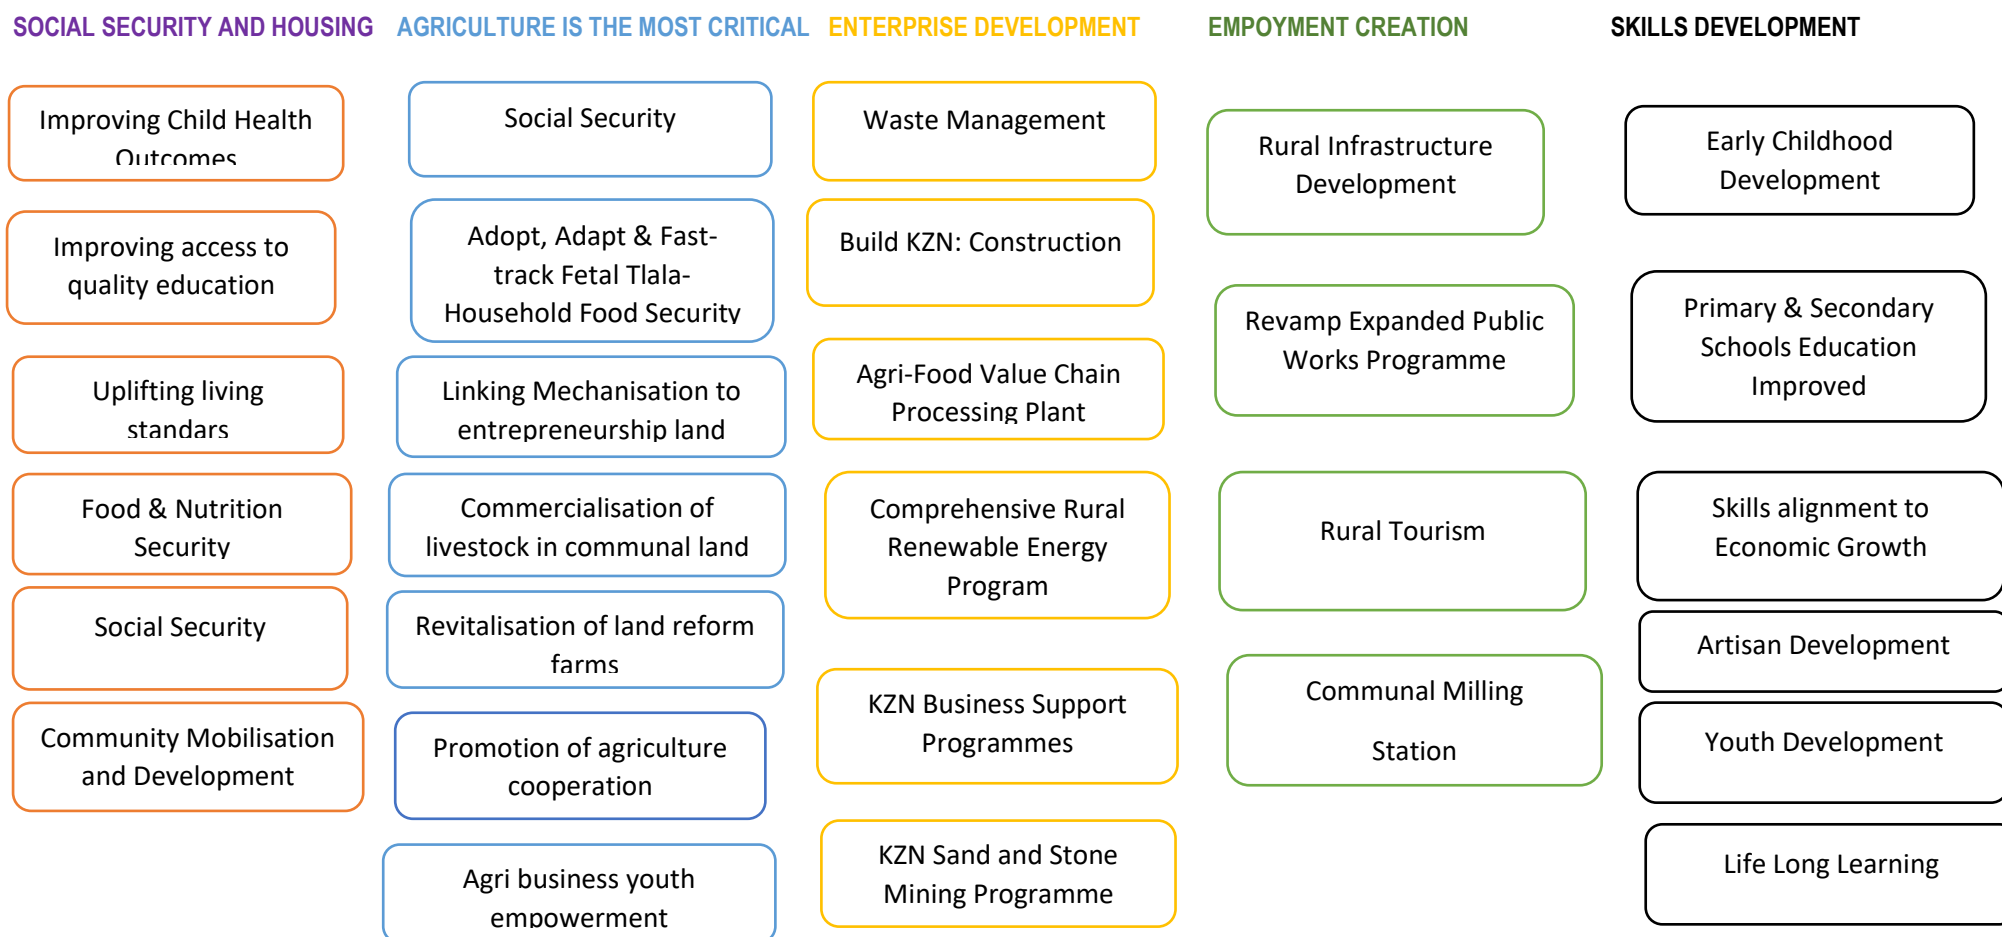 SOCIAL SECURITY AND HOUSING
Improving Child Health
Outcomes
Improving access to
quality education
Uplifting living
standars
Food & Nutrition
Security
Social Security
Community Mobilisation
and Development
AGRICULTURE IS THE MOST CRITICAL
Social Security
Adopt, Adapt & Fast-
track Fetal Tlala-
Household Food Security
Linking Mechanisation to
entrepreneurship land
Commercialisation of
livestock in communal land
Revitalisation of land reform
farms
Promotion of agriculture
cooperation
Agri business youth
empowerment
ENTERPRISE DEVELOPMENT
Waste Management
Build KZN: Construction
Agri-Food Value Chain
Processing Plant
Comprehensive Rural
Renewable Energy
Program
KZN Business Support
Programmes
KZN Sand and Stone
Mining Programme
EMPOYMENT CREATION
Rural Infrastructure
Development
Revamp Expanded Public
Works Programme
Rural Tourism
Communal Milling
Station
SKILLS DEVELOPMENT
Early Childhood
Development
Primary & Secondary
Schools Education
Improved
Skills alignment to
Economic Growth
Artisan Development
Youth Development
Life Long Learning